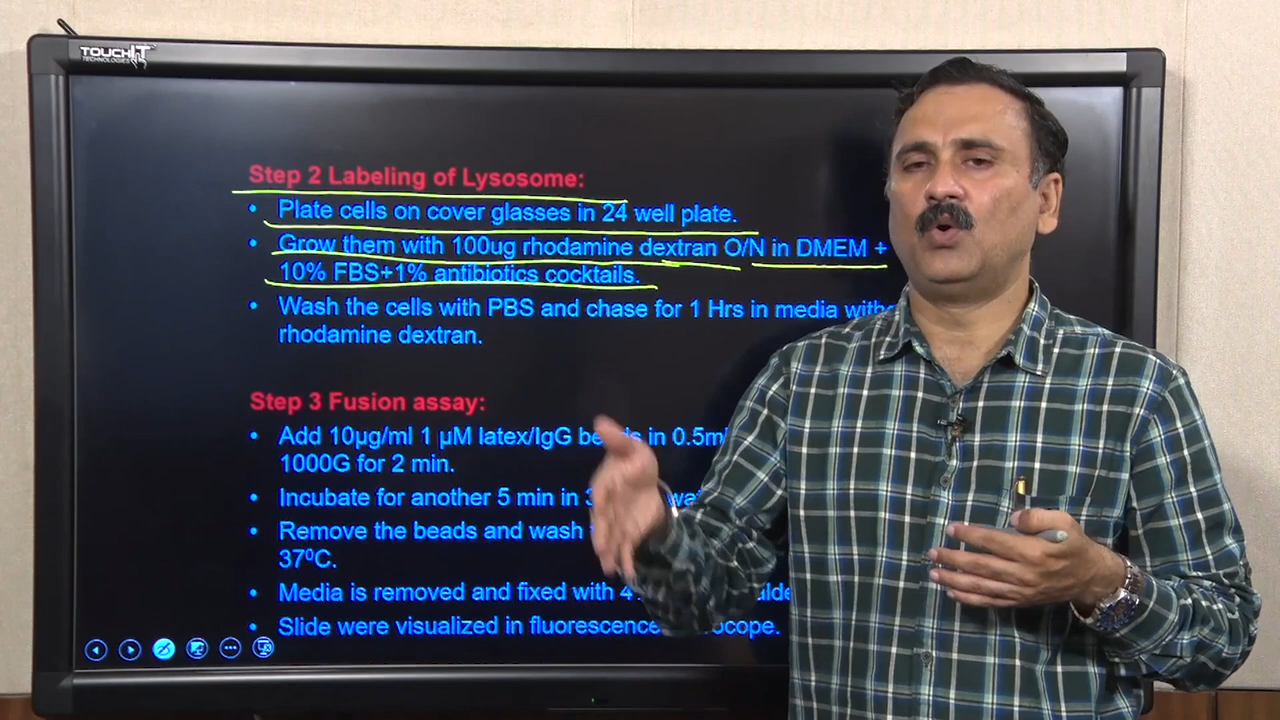 TOUCHIT
TECHNOLOGIES
Step 2 Labeling of Lysosome:
• Plate cells on cover glasses in 24 well plate.
• Grow them with 100ug rhodamine dextran O/N in DMEM +
10% FBS+1% antibiotics cocktails.
• Wash the cells with PBS and chase for 1 Hrs in media
rhodamine dextran.
Step 3 Fusion assay:
• Add 10µg/ml 1 µM latex/IgG beads in
1000G for 2 min.
• Incubate for another 5 min in
• Remove the beads and wash
37⁰C.
• Media is removed and fixed with
• Slide were visualized in fluorescence